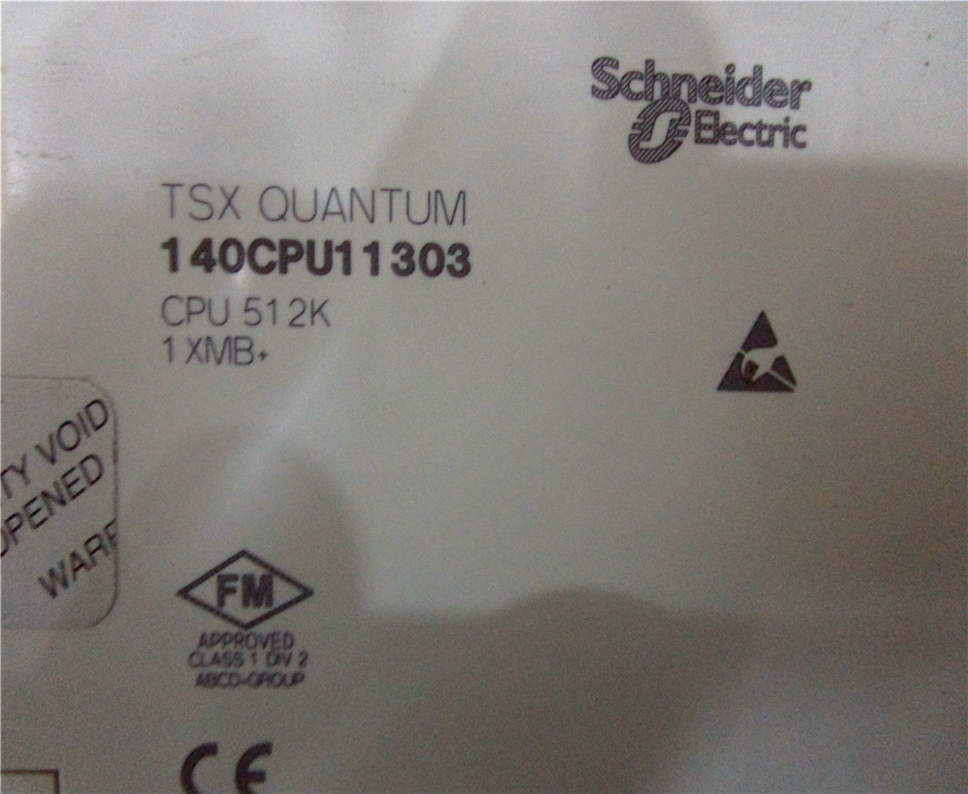 Schneider
Electric
TSX QUANTUM
140CPU11303
CPU 512K
1 XMB+
TY VOID
OPENED
WARR
FM
APPROVED
CLASS 1 DIV 2
ABCD-GROUP
CE